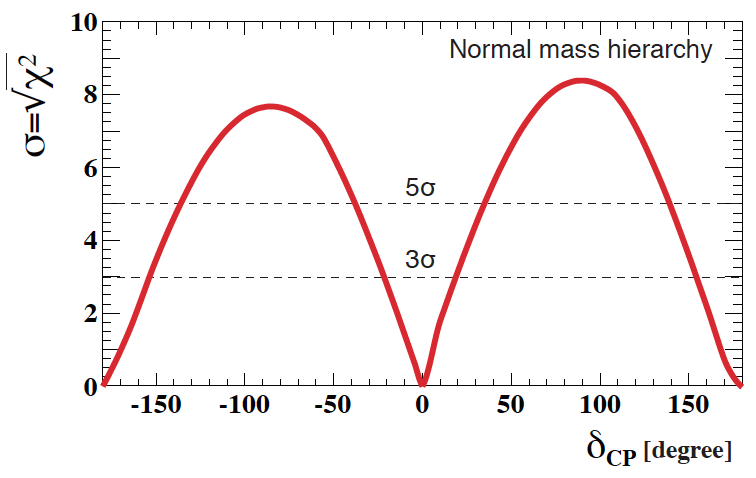 10
Normal mass hierarchy
σ=√χ²
8
6
5σ
4
3σ
2
0
-150 -100 -50 0 50 100 150
δCP [degree]